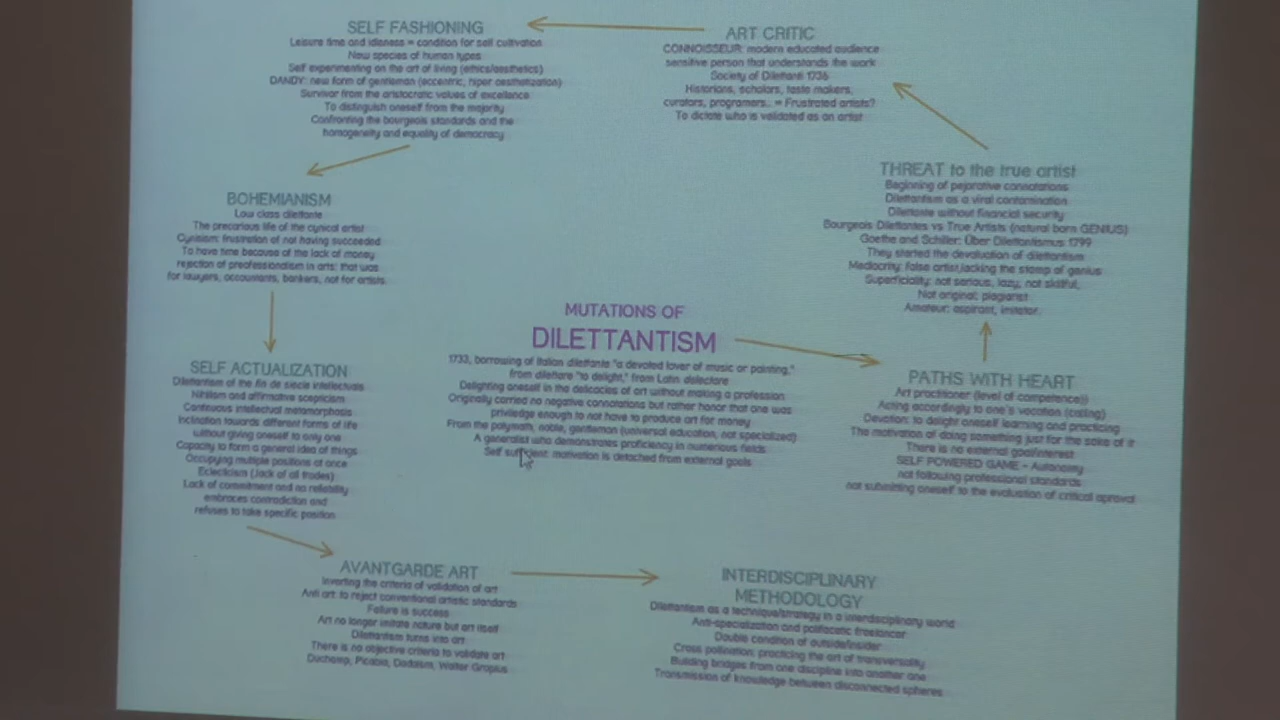 MUTATIONS OF
DILETTANTISM
1733, borrowing of Italian dilettante "is devoted lover of music or painting,"
from dilettare "to delight," from Latin delectare
Delighting oneself in the delicacies of art without making a profession
Originally carried no negative connotations but rather honor that one was
priviledge enough to not have to produce art for money
From the polymath, noble, gentleman (universal education, not specialized)
A generalist who demonstrates proficiency in numerous fields
Self sufficient: motivation is detached from external goals
PATHS WITH HEART
Art practitioner (level of competence))
Acting accordingly to one's vocation (calling)
Devotion: to delight oneself learning and practicing
The motivation of doing something just for the sake of it
There is no external goal/interest
SELF POWERED GAME - Autonomy
not following professional standards
not submitting oneself to the evaluation of critical aproval
THREAT to the true artist
Beginning of pejorative connotations
Dilettantism as a viral contamination
Dilettante without financial security
Bourgeois Dilettantes vs True Artists (natural born GENIUS)
Goethe and Schiller: Über Dilettantismus 1799
They started the devaluation of dilettantism
Mediocrity: false artist,lacking the stamp of genius
Superficiality: not serious, lazy, not skillful,
Not original: plagiarist
Amateur: aspirant, imitator.
ART CRITIC
CONNOISSEUR: modern educated audience
sensitive person that understands the work
Society of Dilettanti 1736
Historians, scholars, taste makers,
curators, programers.. = Frustrated artists?
To dictate who is validated as an artist
SELF FASHIONING
Leisure time and idleness = condition for self cultivation
New species of human types
Self experimenting on the art of living (ethics/aesthetics)
DANDY: new form of gentleman (eccentric, hiper aesthetization)
Survivor from the aristocratic values of excellence
To distinguish oneself from the majority
Confronting the bourgeois standards and the
homogeneity and equality of democracy
BOHEMIANISM
Low class dilettante
The precarious life of the cynical artist
Cynicism: frustration of not having succeeded
To have time because of the lack of money
rejection of preofessionalism in arts: that was
for lawyers, accountants, bankers, not for artists
SELF ACTUALIZATION
Dilettantism of the fin de siecle intellectuals
Nihilism and affirmative scepticism
Continuous intellectual metamorphosis
Inclination towards different forms of life
without giving oneself to only one
Capacity to form a general idea of things
Occupying multiple positions at once
Eclecticism (Jack of all trades)
Lack of commitment and no reliability
embraces contradiction and
refuses to take specific position
AVANTGARDE ART
Inverting the criteria of validation of art
Anti art: to reject conventional artistic standards
Failure is success
Art no longer imitate nature but art itself
Dilettantism turns into art
There is no objective criteria to validate art
Duchamp, Picabia, Dadaism, Walter Gropius
INTERDISCIPLINARY
METHODOLOGY
Dilettantism as a technique/strategy in a interdisciplinary world
Anti-specialization and polifacetic freelancer
Double condition of outside/insider
Cross pollination: practicing the art of transversality
Building bridges from one discipline into another one
Transmission of knowledge between disconnected spheres